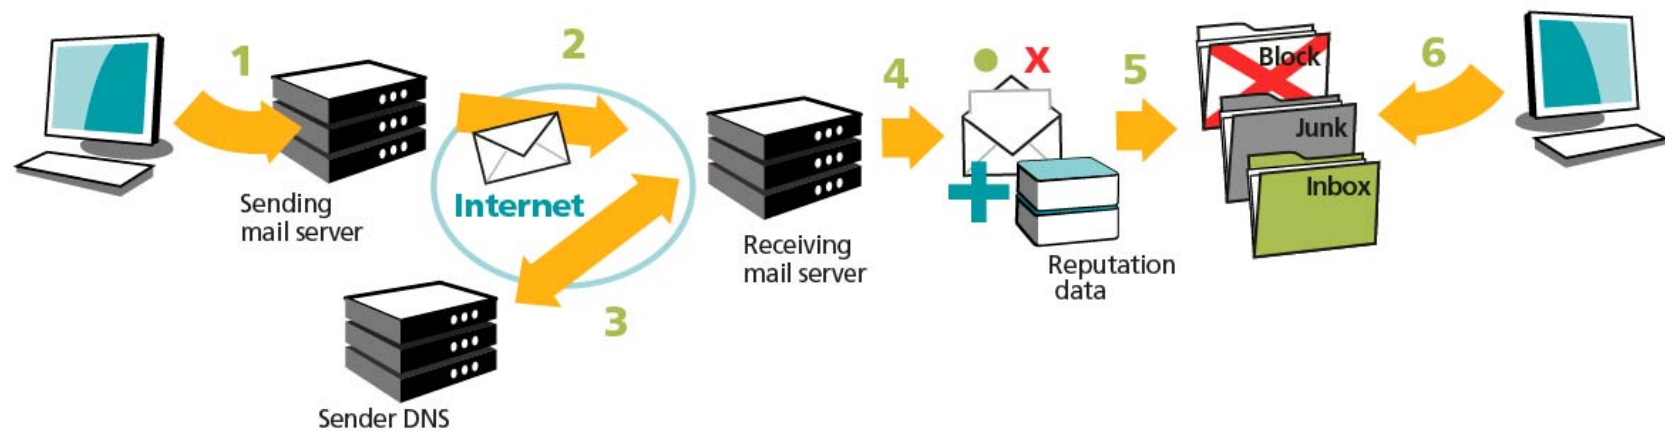 1
2
3
4
5
6
X
Sending
mail server
Internet
Sender DNS
Receiving
mail server
Reputation
data
Block
Junk
Inbox